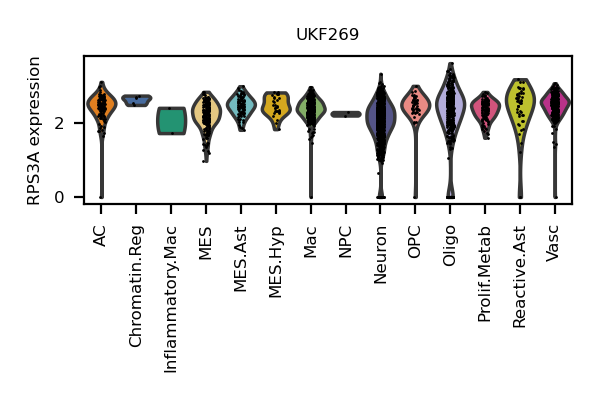 UKF269
RPS3A expression
2
0
AC
Chromatin.Reg
Inflammatory.Mac
MES
MES.Ast
MES.Hyp
Mac
NPC
Neuron
OPC
Oligo
Prolif.Metab
Reactive.Ast
Vasc